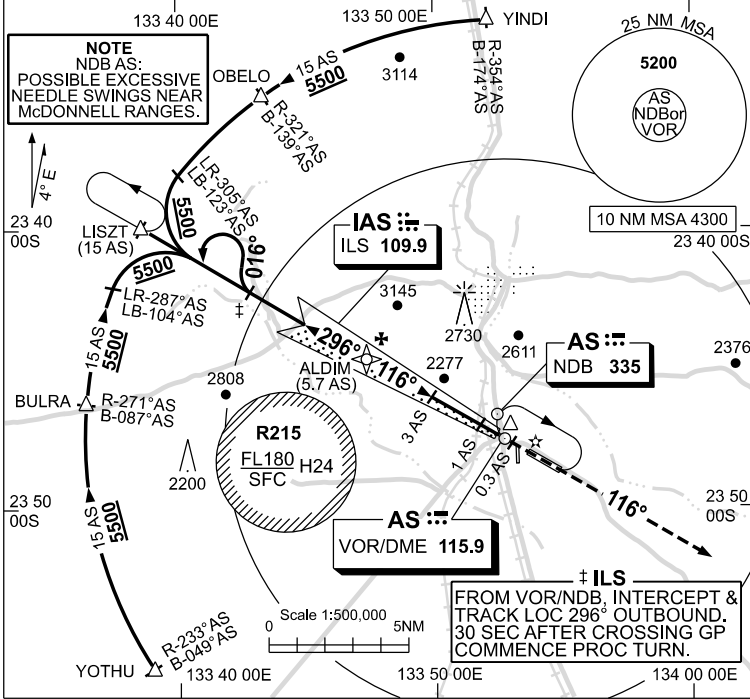 133 40 00E
133 50 00E
YINDI
25 NM MSA
NOTE
NDB AS:
POSSIBLE EXCESSIVE
NEEDLE SWINGS NEAR
McDONNELL RANGES.
15 AS
5500
3114
OBELO
R-354°AS
B-174°AS
5200
AS
NDBor
VOR
R-321°AS
B-139°AS
4° E
LR-305°AS
LB-123°AS
5500
10 NM MSA 4300
23 40
00S
LISZT
(15 AS)
IAS
ILS 109.9
23 40 00S
5500
016°
LR-287°AS
LB-104°AS
‡
3145
2730
2611
AS
NDB 335
2376
15 AS
5500
296°
116°
ALDIM
(5.7 AS)
2277
2808
BULRA
R-271°AS
B-087°AS
3 AS
1 AS
0.3 AS
R215
FL180
SFC
H24
2200
23 50
00S
116°
23 50
00S
15 AS
5500
AS
VOR/DME 115.9
‡ ILS
FROM VOR/NDB, INTERCEPT &
TRACK LOC 296° OUTBOUND.
30 SEC AFTER CROSSING GP
COMMENCE PROC TURN.
Scale 1:500,000
0
5NM
R-233°AS
B-049°AS
YOTHU
133 40 00E
133 50 00E
134 00 00E